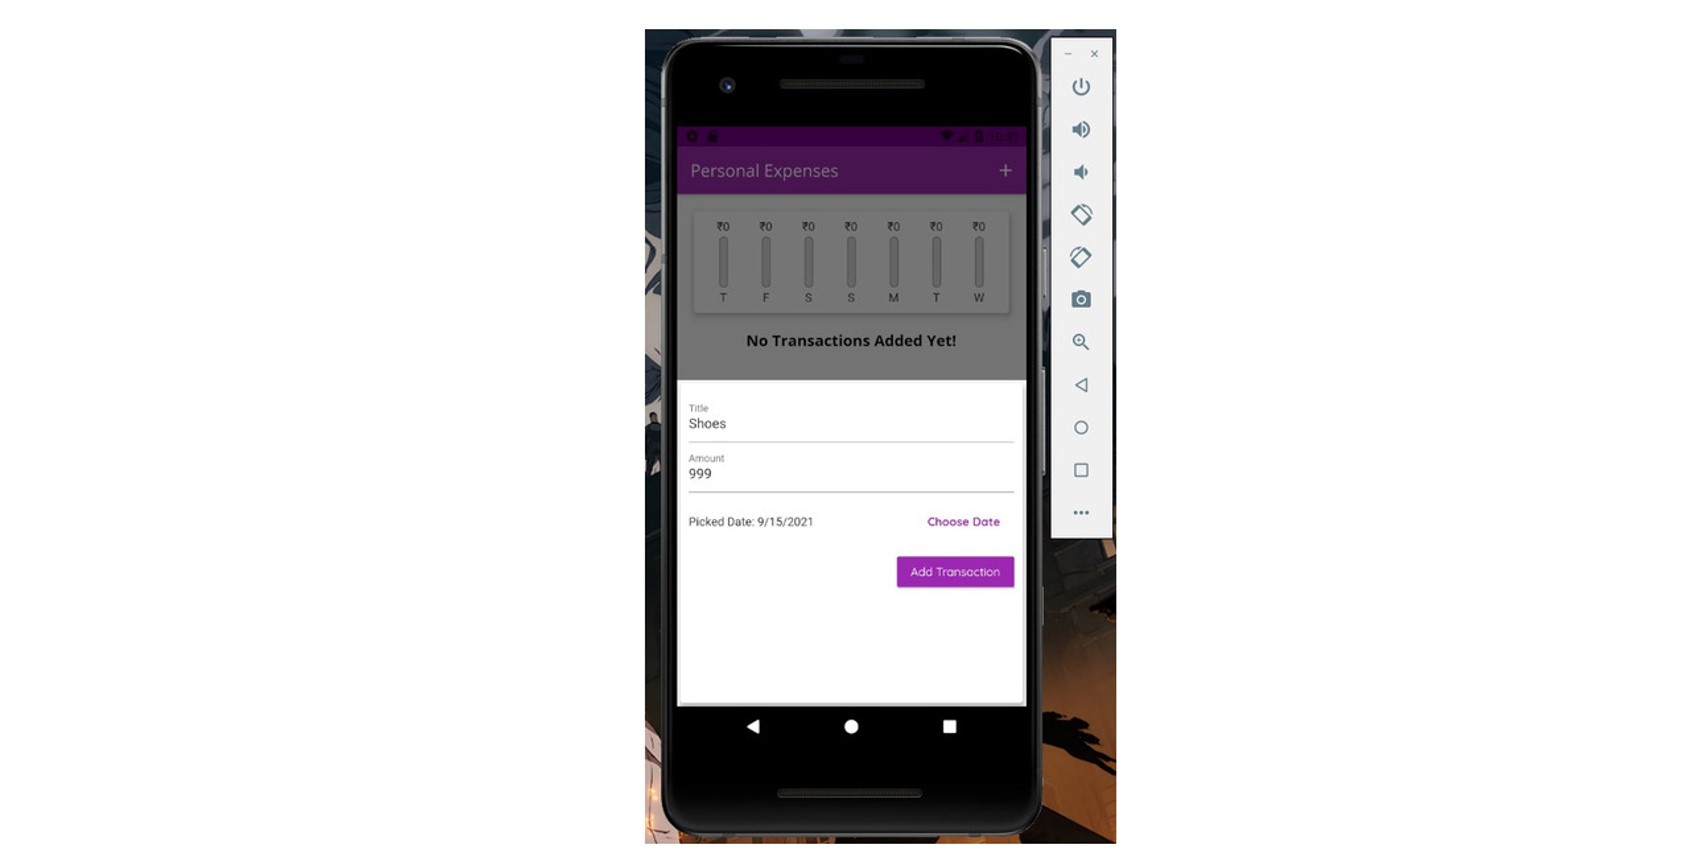 Personal Expenses +
₹0 ₹0 ₹0 ₹0 ₹0 ₹0 ₹0
T F S S M T W
No Transactions Added Yet!
Title
Shoes
Amount
999
Picked Date: 9/15/2021 Choose Date
Add Transaction